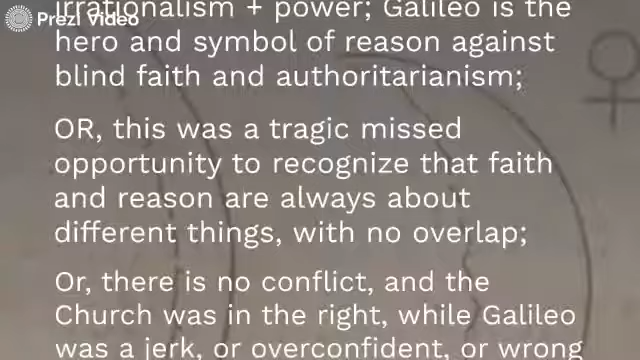 irrationalism + power; Galileo is the
Prezi Video
hero and symbol of reason against
blind faith and authoritarianism;
OR, this was a tragic missed
opportunity to recognize that faith
and reason are always about
different things, with no overlap;
Or, there is no conflict, and the
Church was in the right, while Galileo
was a jerk, or overconfident, or wrong